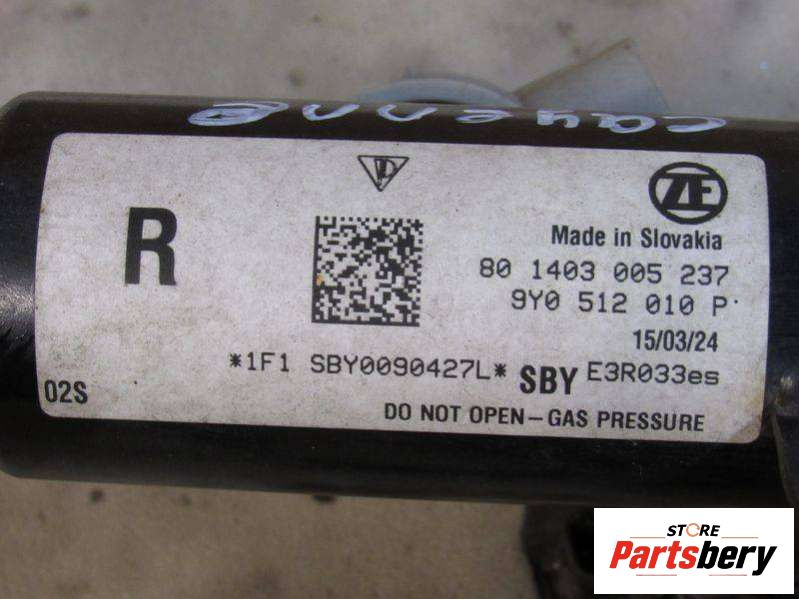 cayenne
R
ZF
Made in Slovakia
80 1403 005 237
9Y0 512 010 P
15/03/24
*1F1 SBY0090427L* SBY E3R033es
02S
DO NOT OPEN–GAS PRESSURE
STORE
Partsbery